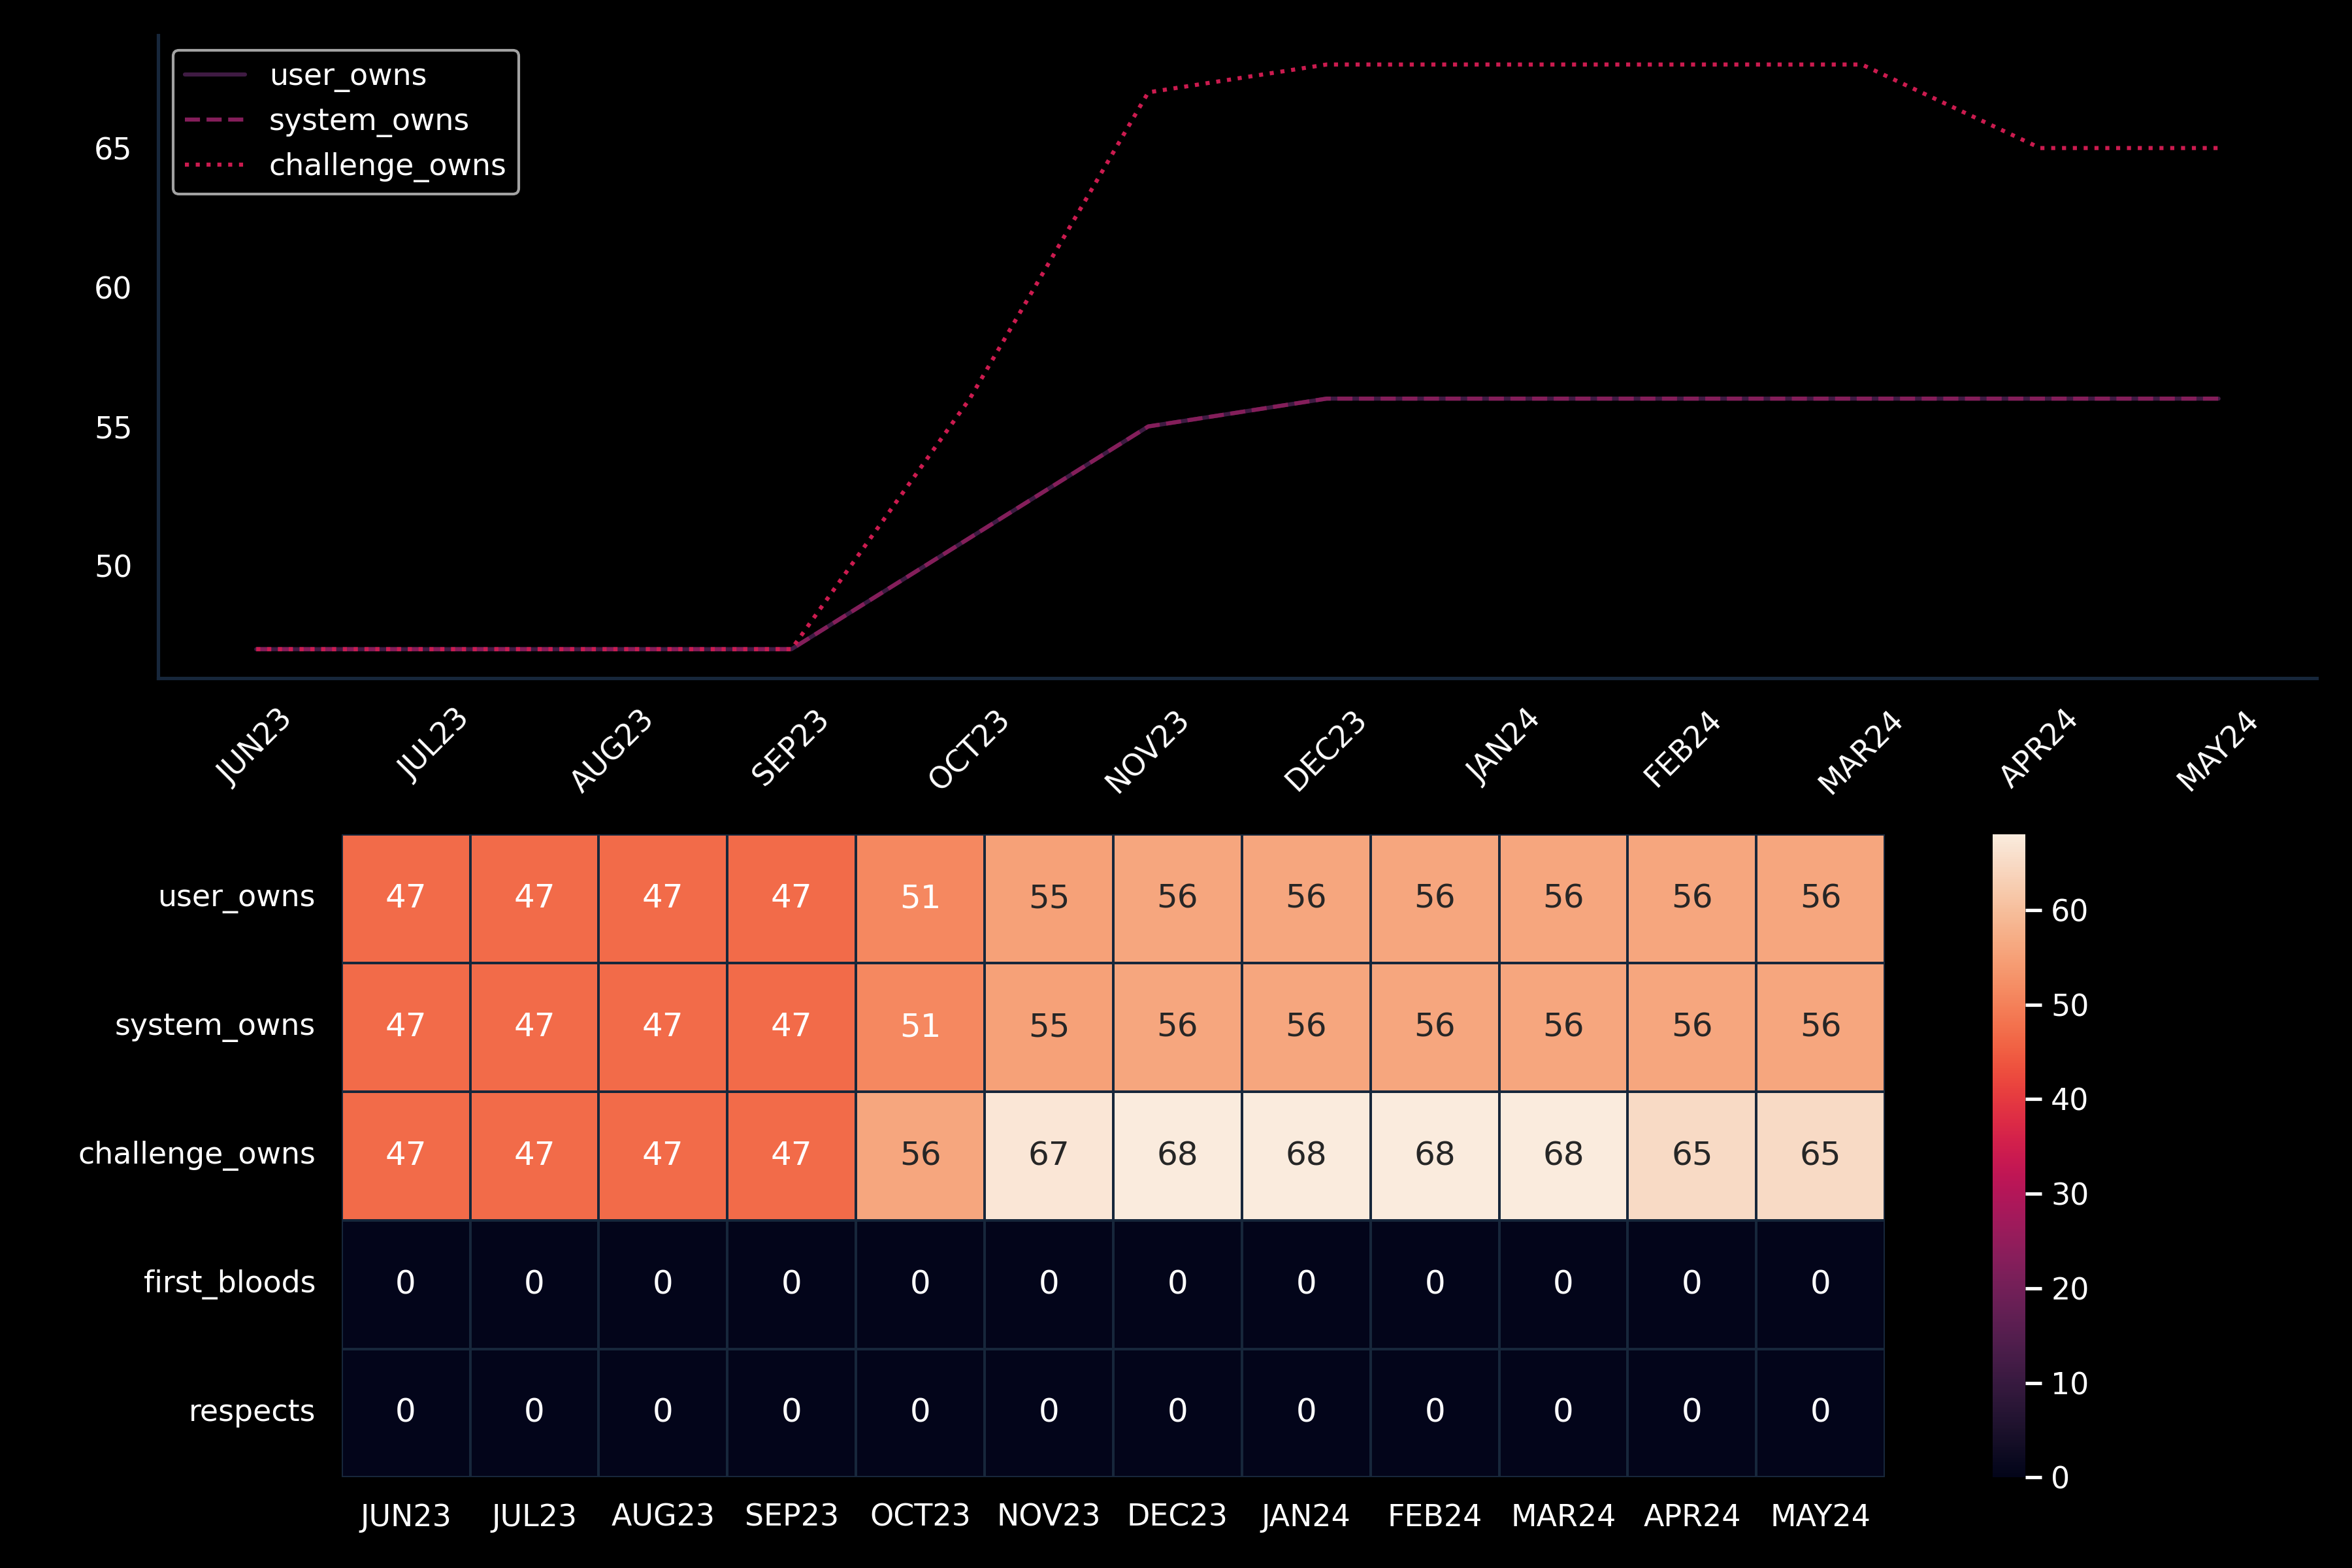 user_owns
system_owns
challenge_owns
65
60
55
50
JUN23 JUL23 AUG23 SEP23 OCT23 NOV23 DEC23 JAN24 FEB24 MAR24 APR24 MAY24
user_owns 47 47 47 47 51 55 56 56 56 56 56 56
system_owns 47 47 47 47 51 55 56 56 56 56 56 56
challenge_owns 47 47 47 47 56 67 68 68 68 68 65 65
first_bloods 0 0 0 0 0 0 0 0 0 0 0 0
respects 0 0 0 0 0 0 0 0 0 0 0 0
JUN23 JUL23 AUG23 SEP23 OCT23 NOV23 DEC23 JAN24 FEB24 MAR24 APR24 MAY24
60
50
40
30
20
10
0